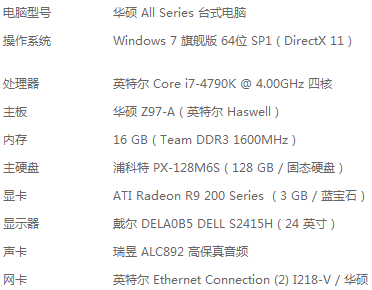 电脑型号 华硕 All Series 台式电脑
操作系统 Windows 7 旗舰版 64位 SP1 ( DirectX 11 )
处理器 英特尔 Core i7-4790K @ 4.00GHz 四核
主板 华硕 Z97-A ( 英特尔 Haswell )
内存 16 GB ( Team DDR3 1600MHz )
主硬盘 浦科特 PX-128M6S ( 128 GB / 固态硬盘 )
显卡 ATI Radeon R9 200 Series ( 3 GB / 蓝宝石 )
显示器 戴尔 DELA0B5 DELL S2415H ( 24 英寸 )
声卡 瑞昱 ALC892 高保真音频
网卡 英特尔 Ethernet Connection (2) I218-V / 华硕